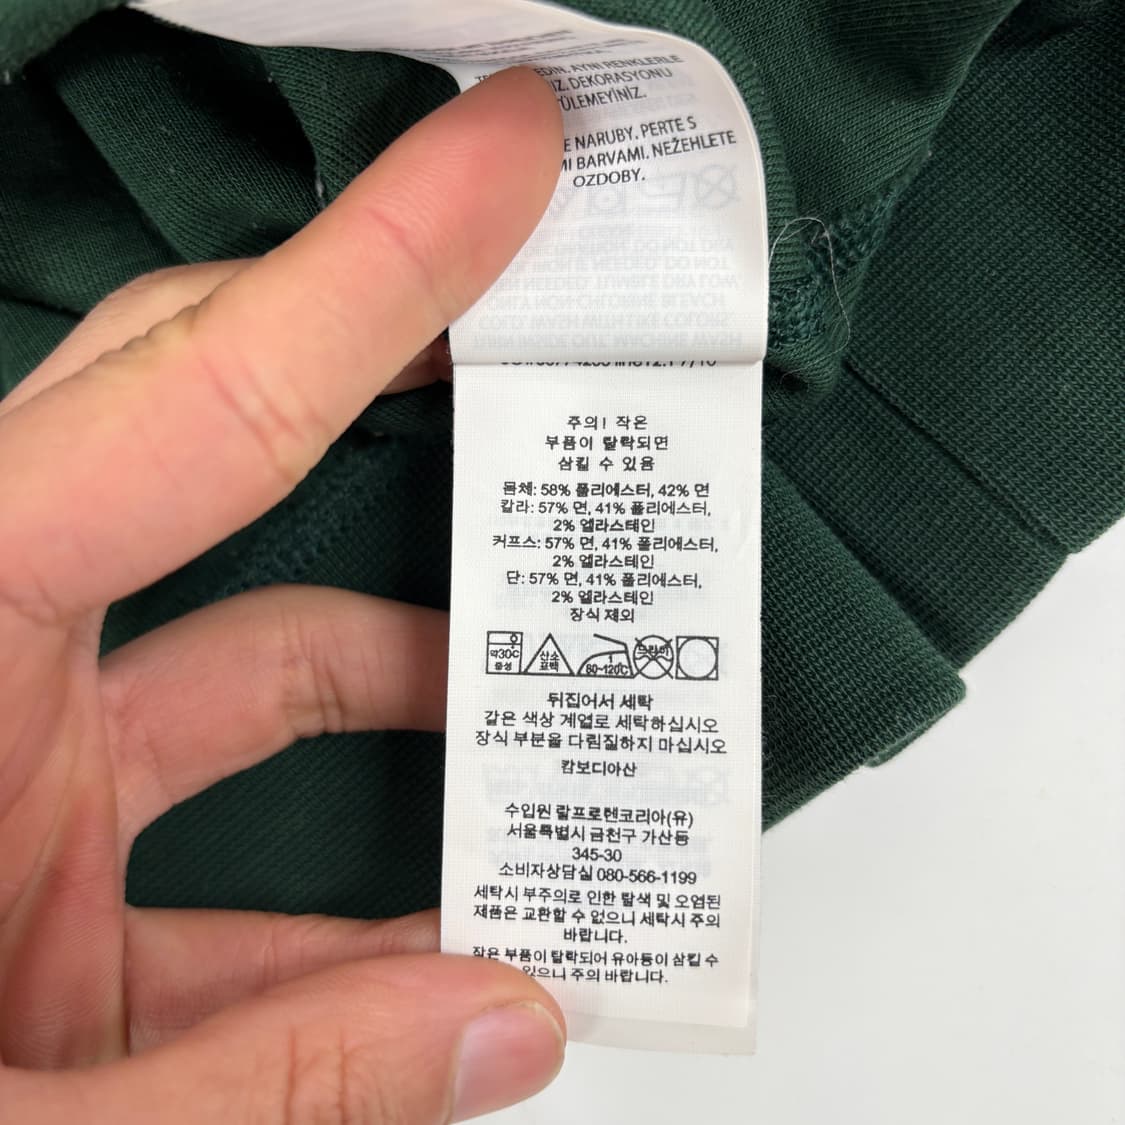 EDİN. AYNI RENKLERLE
IZ. DEKORASYONU
ÜLEMEYİNİZ.
E NARUBY. PERTE S
MI BARVAMI. NEŽEHLETE
OZDOBY.
주의! 작은
부품이 탈락되면
삼킬 수 있음
몸체: 58% 폴리에스터, 42% 면
칼라: 57% 면, 41% 폴리에스터,
2% 엘라스테인
커프스: 57% 면, 41% 폴리에스터,
2% 엘라스테인
단: 57% 면, 41% 폴리에스터,
2% 엘라스테인
장식 제외
약30℃ 중성
산소 표백
1 80~120℃
드라이
뒤집어서 세탁
같은 색상 계열로 세탁하십시오
장식 부분을 다림질하지 마십시오
캄보디아산
수입원 랄프로렌코리아(유)
서울특별시 금천구 가산동
345-30
소비자상담실 080-566-1199
세탁시 부주의로 인한 탈색 및 오염된
제품은 교환할 수 없으니 세탁시 주의
바랍니다.
작은 부품이 탈락되어 유아등이 삼킬 수
있으니 주의 바랍니다.